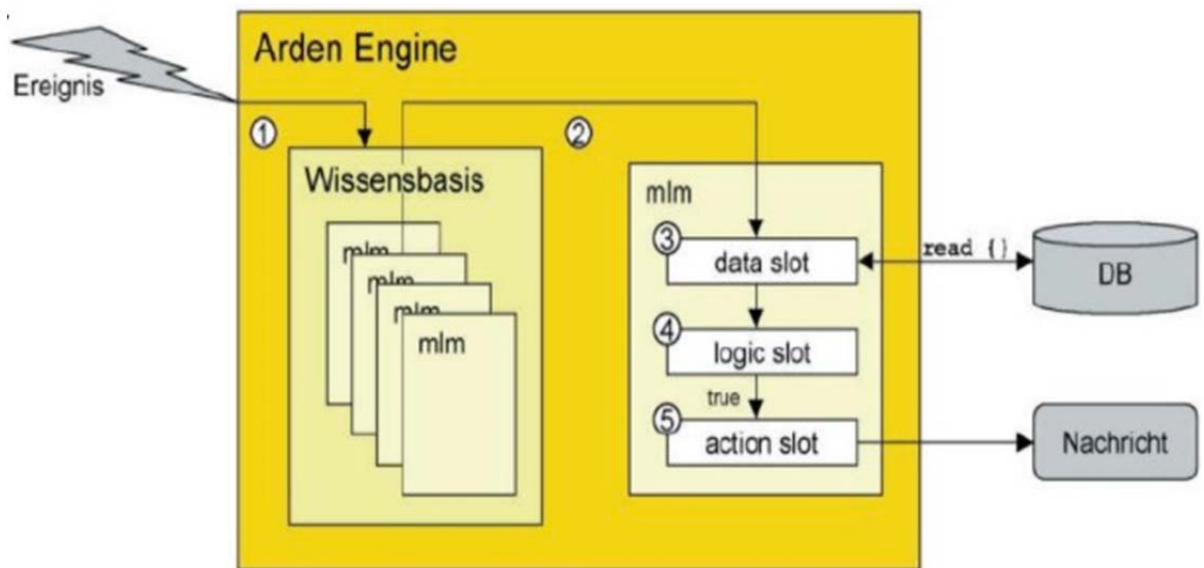 Arden Engine
Ereignis
①
②
Wissensbasis
mlm
mlm
mlm
mlm
mlm
③
data slot
read {}
DB
④
logic slot
true
⑤
action slot
Nachricht